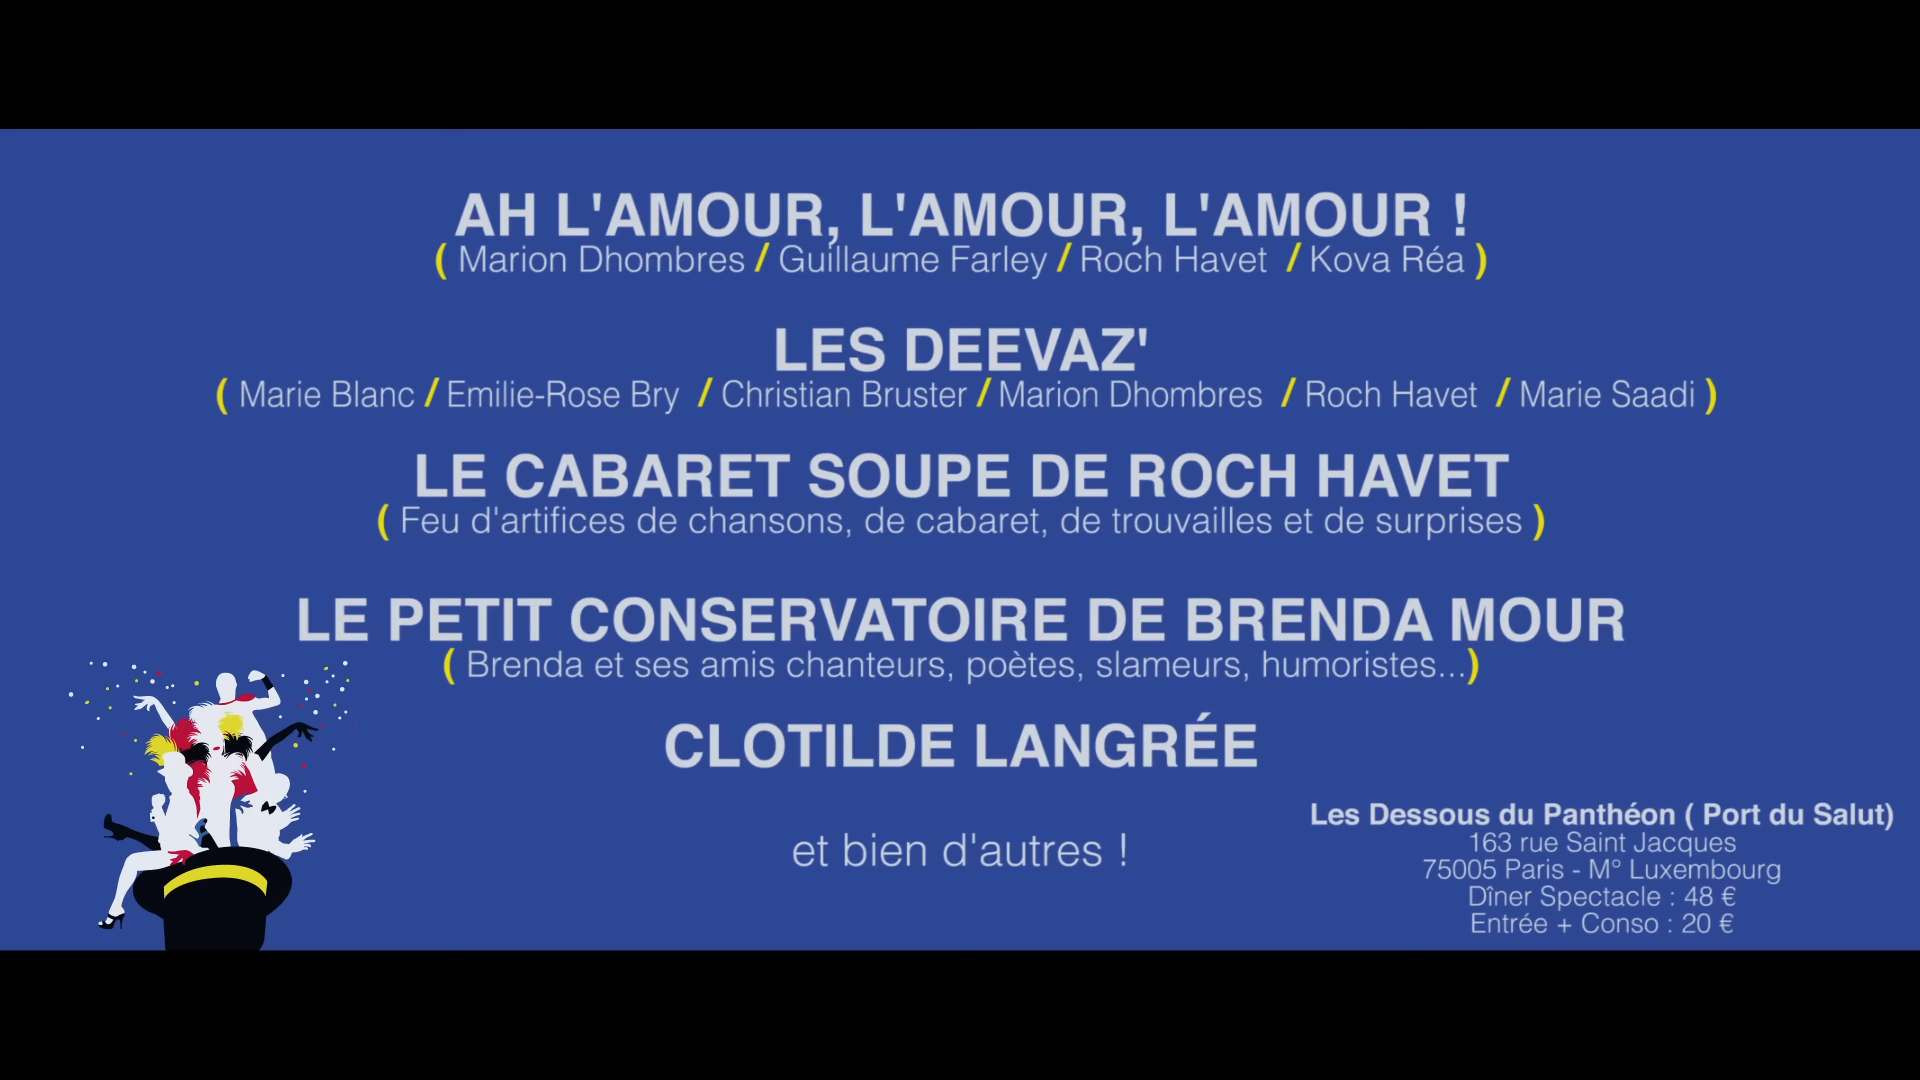 AH L'AMOUR, L'AMOUR, L'AMOUR !
( Marion Dhombres / Guillaume Farley / Roch Havet / Kova Réa )
LES DEEVAZ'
( Marie Blanc / Emilie-Rose Bry / Christian Bruster / Marion Dhombres / Roch Havet / Marie Saadi )
LE CABARET SOUPE DE ROCH HAVET
( Feu d'artifices de chansons, de cabaret, de trouvailles et de surprises )
LE PETIT CONSERVATOIRE DE BRENDA MOUR
( Brenda et ses amis chanteurs, poètes, slameurs, humoristes...)
CLOTILDE LANGRÉE
et bien d'autres !
Les Dessous du Panthéon ( Port du Salut)
163 rue Saint Jacques
75005 Paris - M° Luxembourg
Dîner Spectacle : 48 €
Entrée + Conso : 20 €